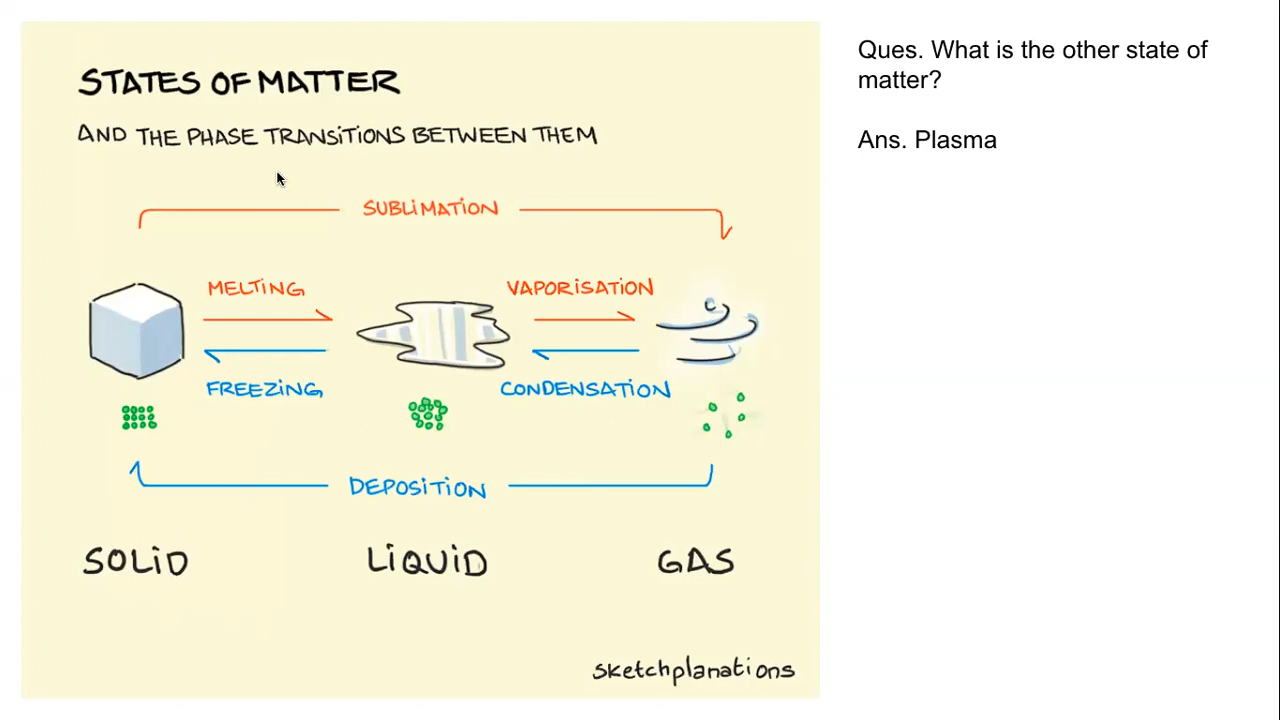 STATES OF MATTER
AND THE PHASE TRANSITIONS BETWEEN THEM
SUBLIMATION
MELTING
VAPORISATION
FREEZING
CONDENSATION
DEPOSITION
SOLID
LIQUID
GAS
sketchplanations
Ques. What is the other state of
matter?
Ans. Plasma